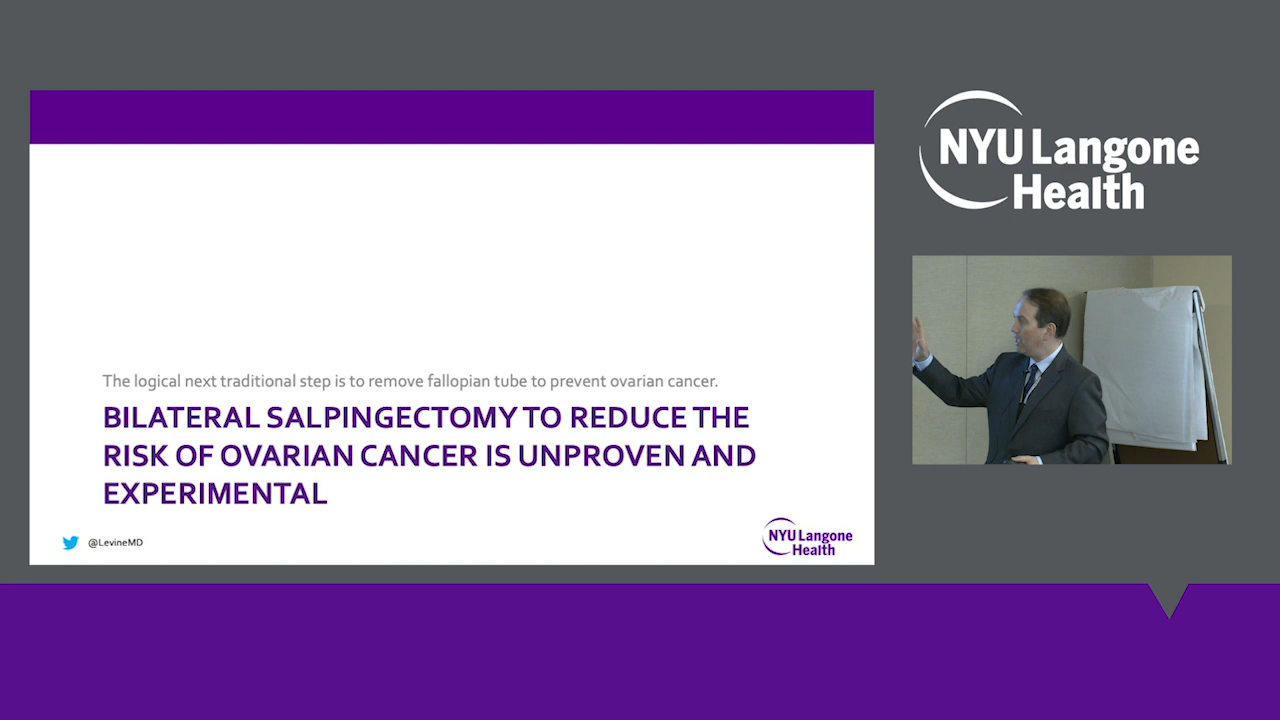 The logical next traditional step is to remove fallopian tube to prevent ovarian cancer.
BILATERAL SALPINGECTOMY TO REDUCE THE
RISK OF OVARIAN CANCER IS UNPROVEN AND
EXPERIMENTAL
@LevineMD
NYU Langone
Health
NYU Langone
Health